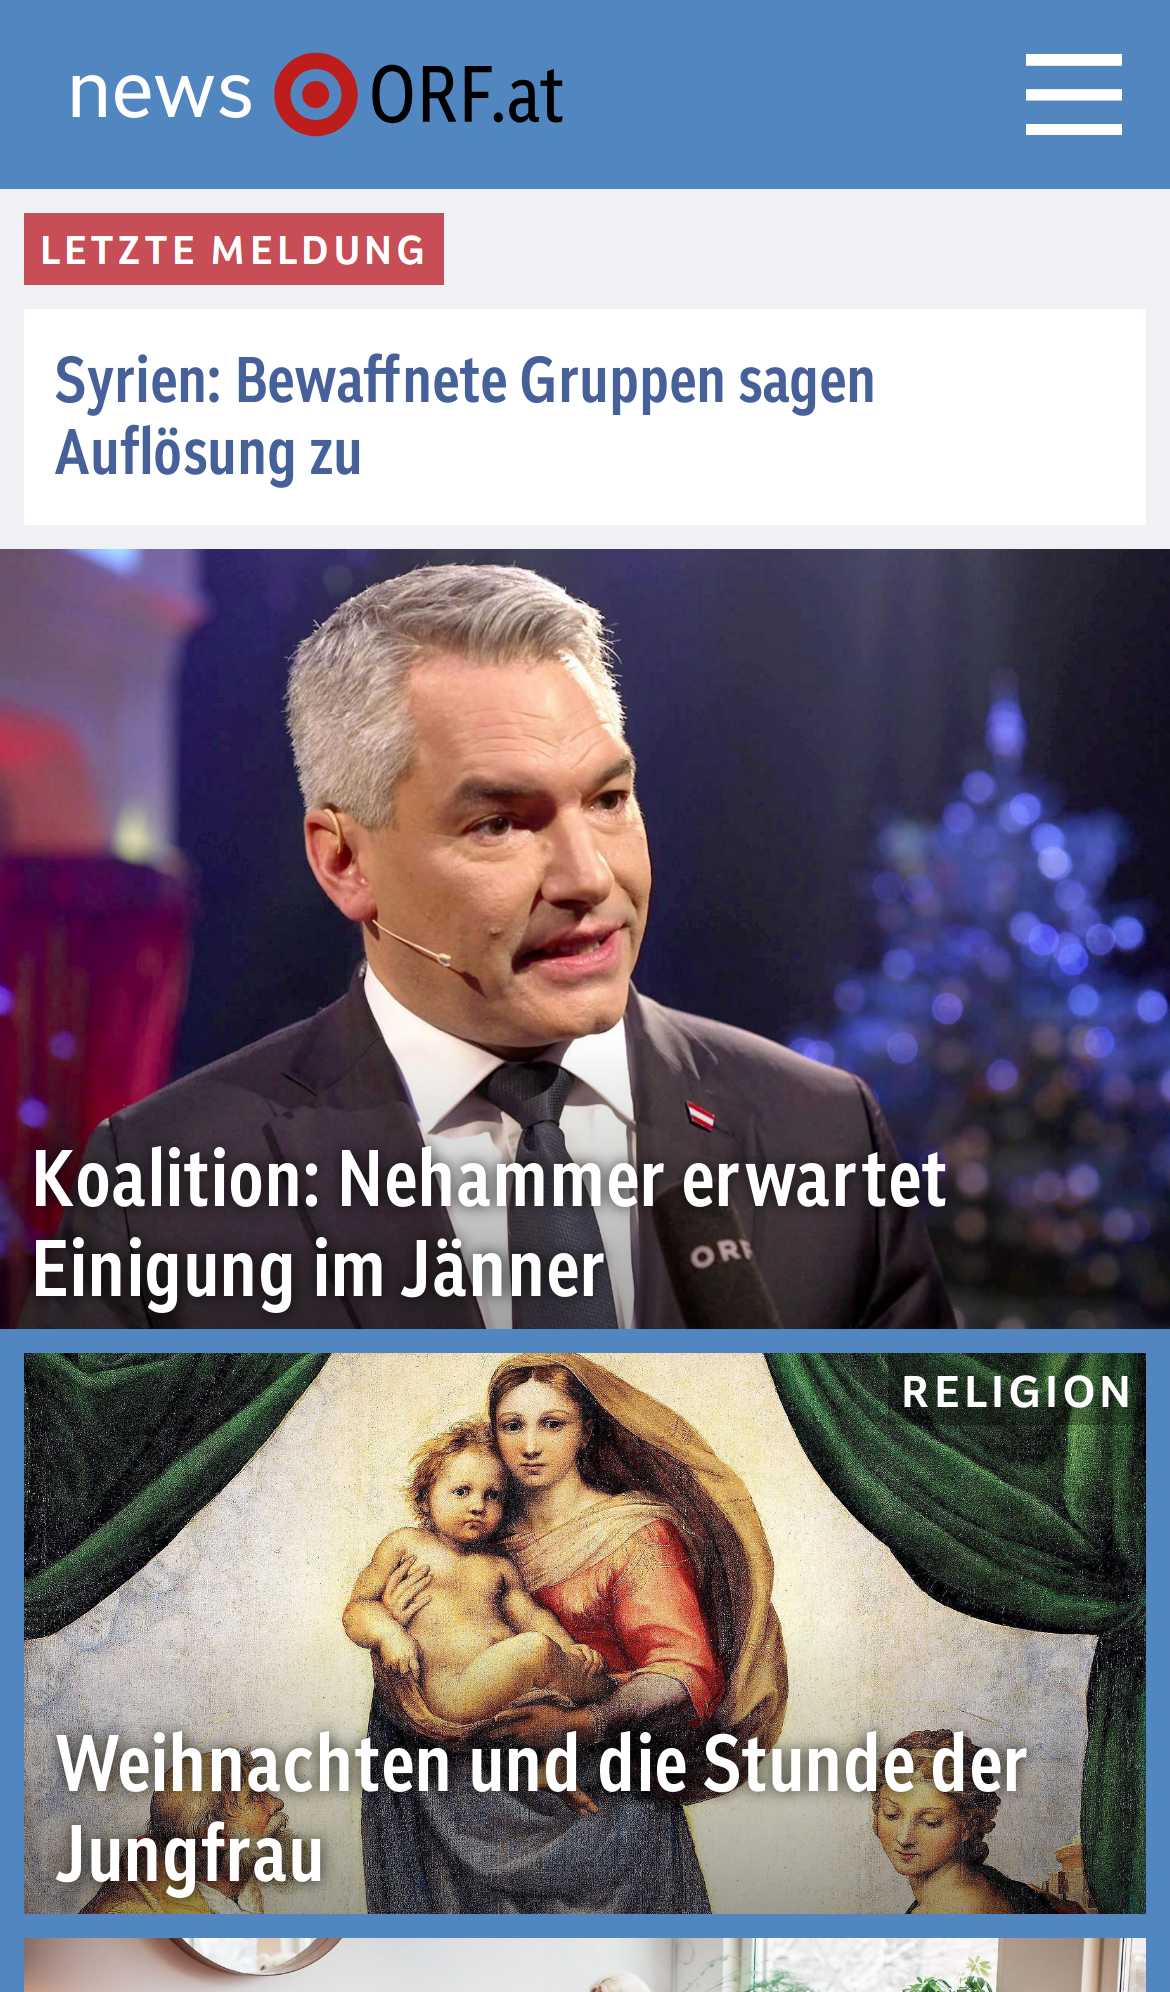 news ORF.at
LETZTE MELDUNG
Syrien: Bewaffnete Gruppen sagen
Auflösung zu
Koalition: Nehammer erwartet
Einigung im Jänner
ORF
RELIGION
Weihnachten und die Stunde der
Jungfrau